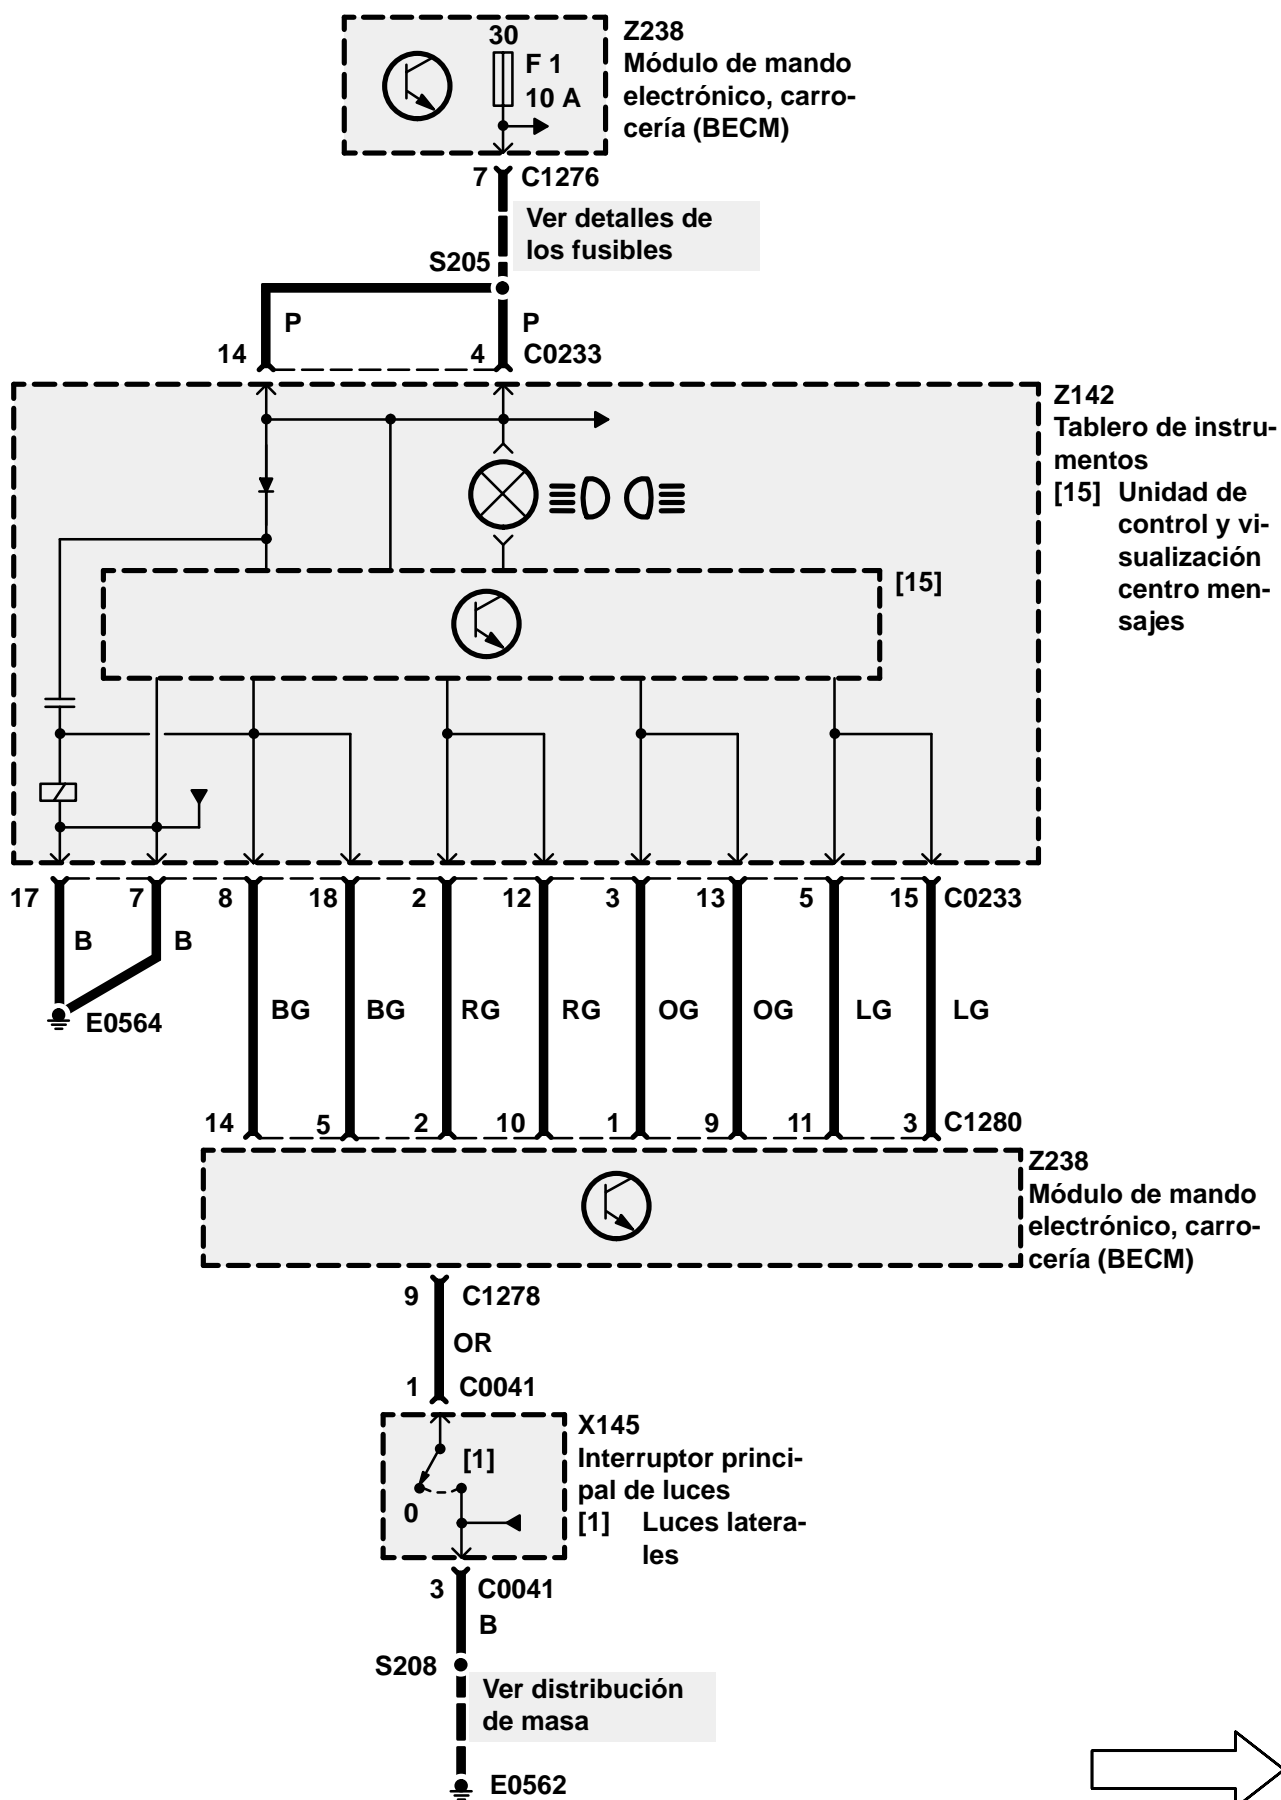 30
F 1
10 A
Z238
Módulo de mando
electrónico, carro-
cería (BECM)
7 C1276
Ver detalles de
los fusibles
S205
P P
14 4 C0233
Z142
Tablero de instru-
mentos
[15] Unidad de
control y vi-
sualización
centro men-
sajes
[15]
17 7 8 18 2 12 3 13 5 15 C0233
B B
E0564
BG BG RG RG OG OG LG LG
14 5 2 10 1 9 11 3 C1280
Z238
Módulo de mando
electrónico, carro-
cería (BECM)
9 C1278
OR
1 C0041
X145
Interruptor princi-
pal de luces
[1] Luces latera-
les
[1]
0
3 C0041
B
S208
Ver distribución
de masa
E0562